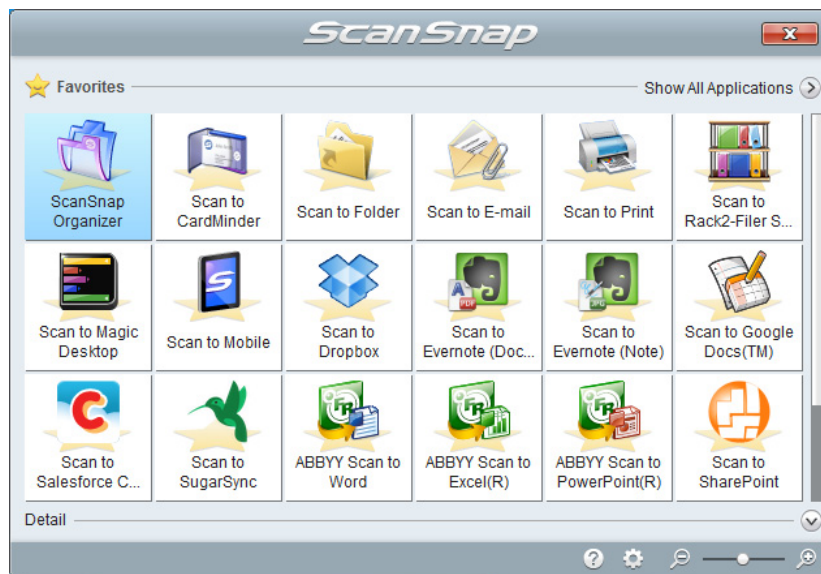 ScanSnap
Favorites
Show All Applications
ScanSnap
Organizer
Scan to
CardMinder
Scan to Folder
Scan to E-mail
Scan to Print
Scan to
Rack2-Filer S...
Scan to Magic
Desktop
Scan to Mobile
Scan to
Dropbox
Scan to
Evernote (Doc...
Scan to
Evernote (Note)
Scan to Google
Docs(TM)
Scan to
Salesforce C...
Scan to
SugarSync
ABBYY Scan to
Word
ABBYY Scan to
Excel(R)
ABBYY Scan to
PowerPoint(R)
Scan to
SharePoint
Detail